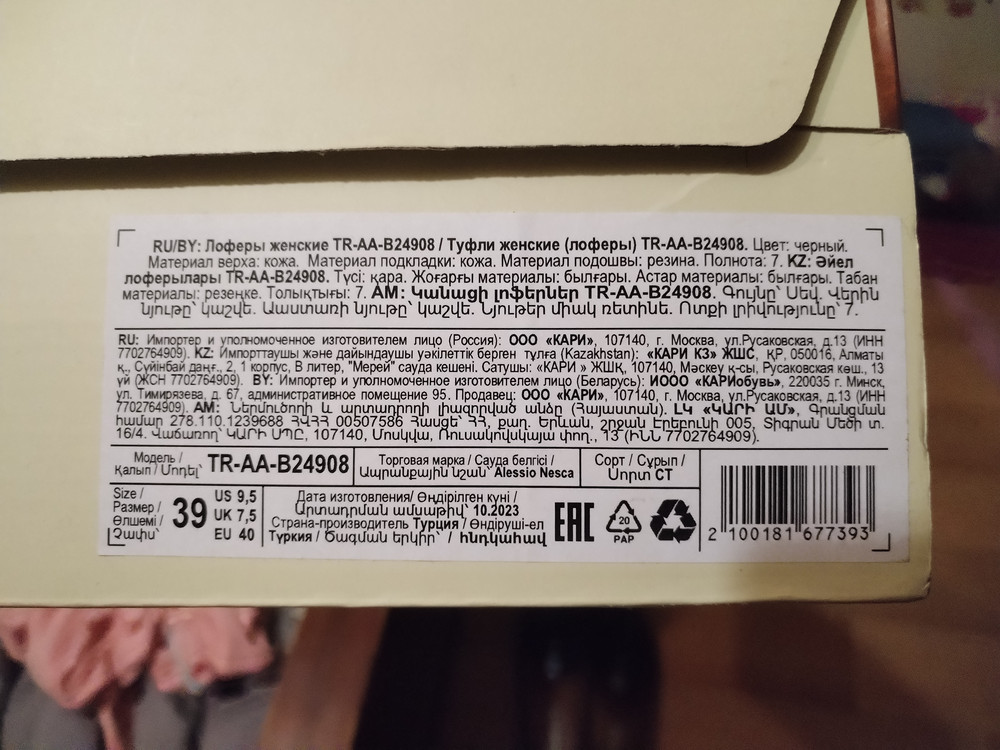 RU/BY: Лоферы женские TR-AA-B24908 / Туфли женские (лоферы) TR-AA-B24908. Цвет: черный.
Материал верха: кожа. Материал подкладки: кожа. Материал подошвы: резина. Полнота: 7. KZ: Әйел
лоферылары TR-AA-B24908. Түсі: қара. Жоғарғы материалы: былғары. Астар материалы: былғары. Табан
материалы: резеңке. Толықтығы: 7. AM: Կանացի լոֆերներ TR-AA-B24908. Գույնը՝ Սեվ. Վերին
նյութը՝ կաշվե. Աաստառի նյութը՝ կաշվե. Նյութեր միակ ռետինե. Ոտքի լրիվությունը՝ 7.
RU: Импортер и уполномоченное изготовителем лицо (Россия): ООО «КАРИ», 107140, г. Москва, ул.Русаковская, д.13 (ИНН
7702764909). KZ: Импорттаушы және дайындаушы уәкілеттік берген тұлға (Kazakhstan): «КАРИ КЗ» ЖШС, ҚР, 050016, Алматы
қ., Сүйінбай даңғ., 2, 1 корпус, В литер, "Мерей" сауда кешені. Сатушы: «КАРИ » ЖШҚ, 107140, Мәскеу қ-сы, Русаковская көш., 13
үй (ЖСН 7702764909). BY: Импортер и уполномоченное изготовителем лицо (Беларусь): ИООО «КАРИобувь», 220035 г. Минск,
ул. Тимирязева, д. 67, административное помещение 95. Продавец: ООО «КАРИ», 107140, г. Москва, ул.Русаковская, д.13 (ИНН
7702764909). AM: Ներմուծողի և արտադրողի լիազորված անձը (Հայաստան). ԼԿ «ԿԱՐԻ ԱՄ», Գրանցման
համար 278.110.1239688 ՀՎՀՀ 00507586 Հասցե՝ ՀՀ, քաղ. Երևան, շրջան Էրեբունի 005, Տիգրան Մեծի տ.
16/4. Վաճառող՝ ԿԱՐԻ ՍՊԸ, 107140, Մոսկվա, Ռուսակովսկայա փող., 13 (ԻՆՆ 7702764909).
Модель /
Қалып / Մոդել՝ TR-AA-B24908
Торговая марка / Сауда белгісі /
Ապրանքային նշան՝ Alessio Nesca
Сорт / Сұрып /
Սորտ СТ
Size /
Размер /
Өлшемі /
Չափս՝
39
US 9,5
UK 7,5
EU 40
Дата изготовления/ Өндірілген күні /
Արտադրման ամսաթիվ՝ 10.2023
Страна-производитель Турция / Өндіруші-ел
Түркия / Ծագման երկիր՝ / հնդկահավ
EAC
20
PAP
2 100181 677393